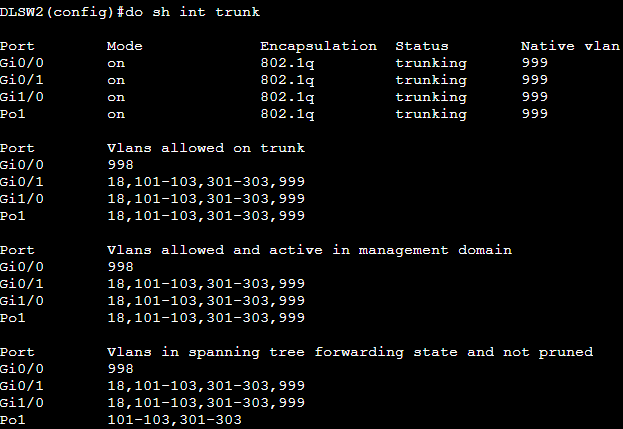 DLSW2(config)#do sh int trunk
Port Mode Encapsulation Status Native vlan
Gi0/0 on 802.1q trunking 999
Gi0/1 on 802.1q trunking 999
Gi1/0 on 802.1q trunking 999
Po1 on 802.1q trunking 999
Port Vlans allowed on trunk
Gi0/0 998
Gi0/1 18,101-103,301-303,999
Gi1/0 18,101-103,301-303,999
Po1 18,101-103,301-303,999
Port Vlans allowed and active in management domain
Gi0/0 998
Gi0/1 18,101-103,301-303,999
Gi1/0 18,101-103,301-303,999
Po1 18,101-103,301-303,999
Port Vlans in spanning tree forwarding state and not pruned
Gi0/0 998
Gi0/1 18,101-103,301-303,999
Gi1/0 18,101-103,301-303,999
Po1 101-103,301-303